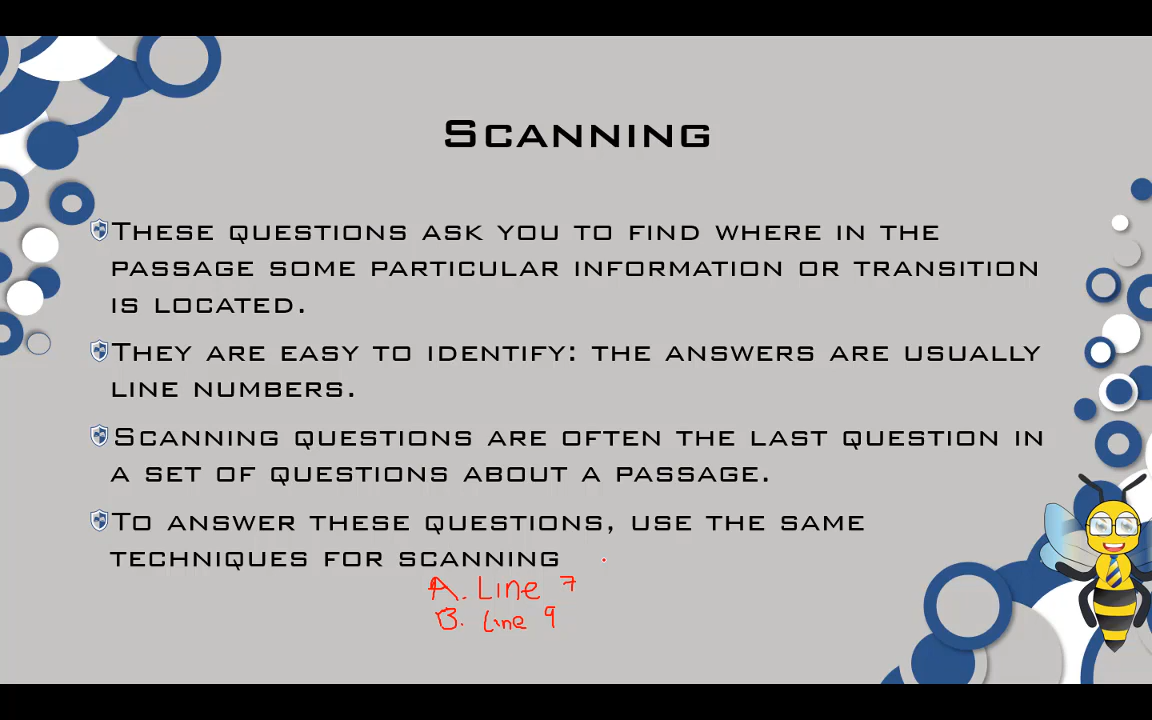 Scanning
These questions ask you to find where in the
passage some particular information or transition
is located.
They are easy to identify: the answers are usually
line numbers.
Scanning questions are often the last question in
a set of questions about a passage.
To answer these questions, use the same
techniques for scanning
A. Line 7
B. Line 9